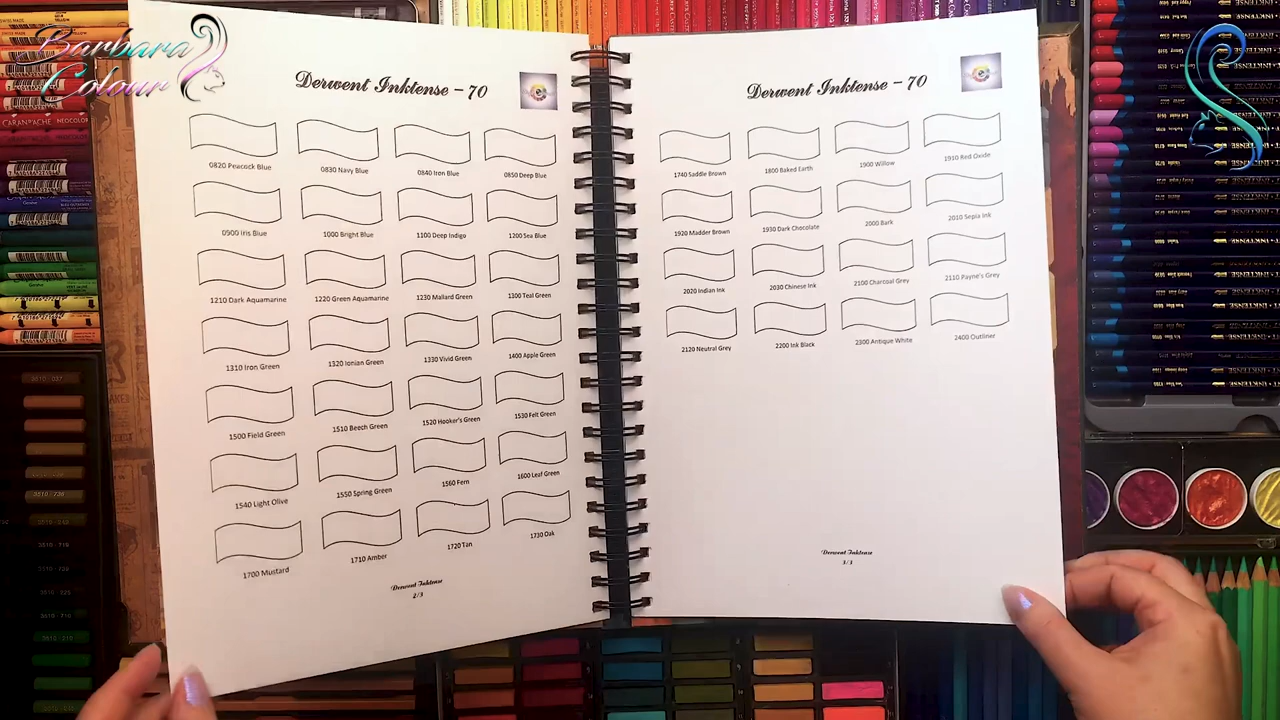 Barbara
Colour
Derwent Inktense – 70
0820 Peacock Blue
0830 Navy Blue
0840 Iron Blue
0850 Deep Blue
0900 Iris Blue
1000 Bright Blue
1100 Deep Indigo
1200 Sea Blue
1210 Dark Aquamarine
1220 Green Aquamarine
1230 Mallard Green
1300 Teal Green
1310 Iron Green
1320 Ionian Green
1330 Vivid Green
1400 Apple Green
1500 Field Green
1510 Beech Green
1520 Hooker's Green
1530 Felt Green
1540 Light Olive
1550 Spring Green
1560 Fern
1600 Leaf Green
1700 Mustard
1710 Amber
1720 Tan
1730 Oak
Derwent Inktense
2/3
Derwent Inktense – 70
1740 Saddle Brown
1800 Baked Earth
1900 Willow
1910 Red Oxide
1920 Madder Brown
1930 Dark Chocolate
2000 Bark
2010 Sepia Ink
2020 Indian Ink
2030 Chinese Ink
2100 Charcoal Grey
2110 Payne's Grey
2120 Neutral Grey
2200 Ink Black
2300 Antique White
2400 Outliner
Derwent Inktense
3/3